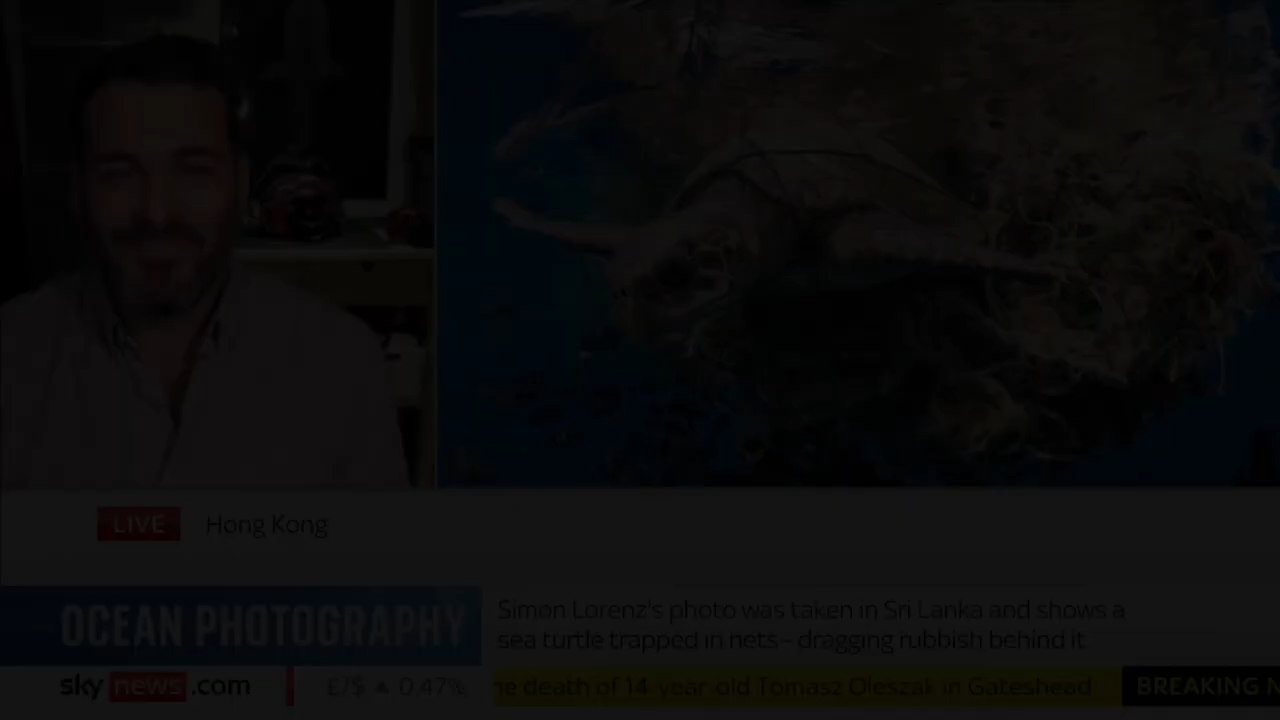 LIVE Hong Kong
OCEAN PHOTOGRAPHY
Simon Lorenz's photo was taken in Sri Lanka and shows a
sea turtle trapped in nets - dragging rubbish behind it
sky news .com £/$ 0.47% death of 14-year-old Tomasz Oleszak in Gateshead BREAKING